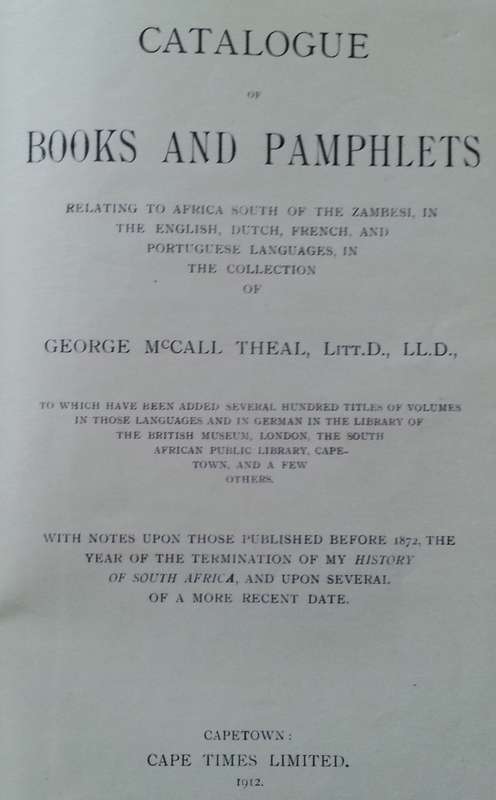 CATALOGUE
OF
BOOKS AND PAMPHLETS
RELATING TO AFRICA SOUTH OF THE ZAMBESI, IN
THE ENGLISH, DUTCH, FRENCH, AND
PORTUGUESE LANGUAGES, IN
THE COLLECTION
OF
GEORGE McCALL THEAL, LITT.D., LL.D.,
TO WHICH HAVE BEEN ADDED SEVERAL HUNDRED TITLES OF VOLUMES
IN THOSE LANGUAGES AND IN GERMAN IN THE LIBRARY OF
THE BRITISH MUSEUM, LONDON, THE SOUTH
AFRICAN PUBLIC LIBRARY, CAPE-
TOWN, AND A FEW
OTHERS.
WITH NOTES UPON THOSE PUBLISHED BEFORE 1872, THE
YEAR OF THE TERMINATION OF MY HISTORY
OF SOUTH AFRICA, AND UPON SEVERAL
OF A MORE RECENT DATE.
CAPETOWN:
CAPE TIMES LIMITED.
1912.